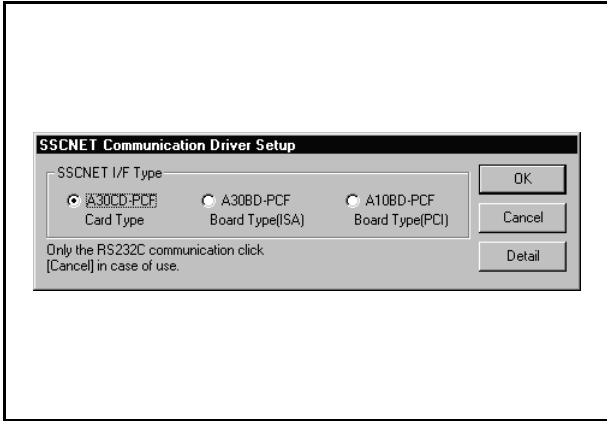 SSCNET Communication Driver Setup
SSCNET I/F Type
A30CD-PCF A30BD-PCF A10BD-PCF
Card Type Board Type(ISA) Board Type(PCI)
OK
Cancel
Detail
Only the RS232C communication click
[Cancel] in case of use.